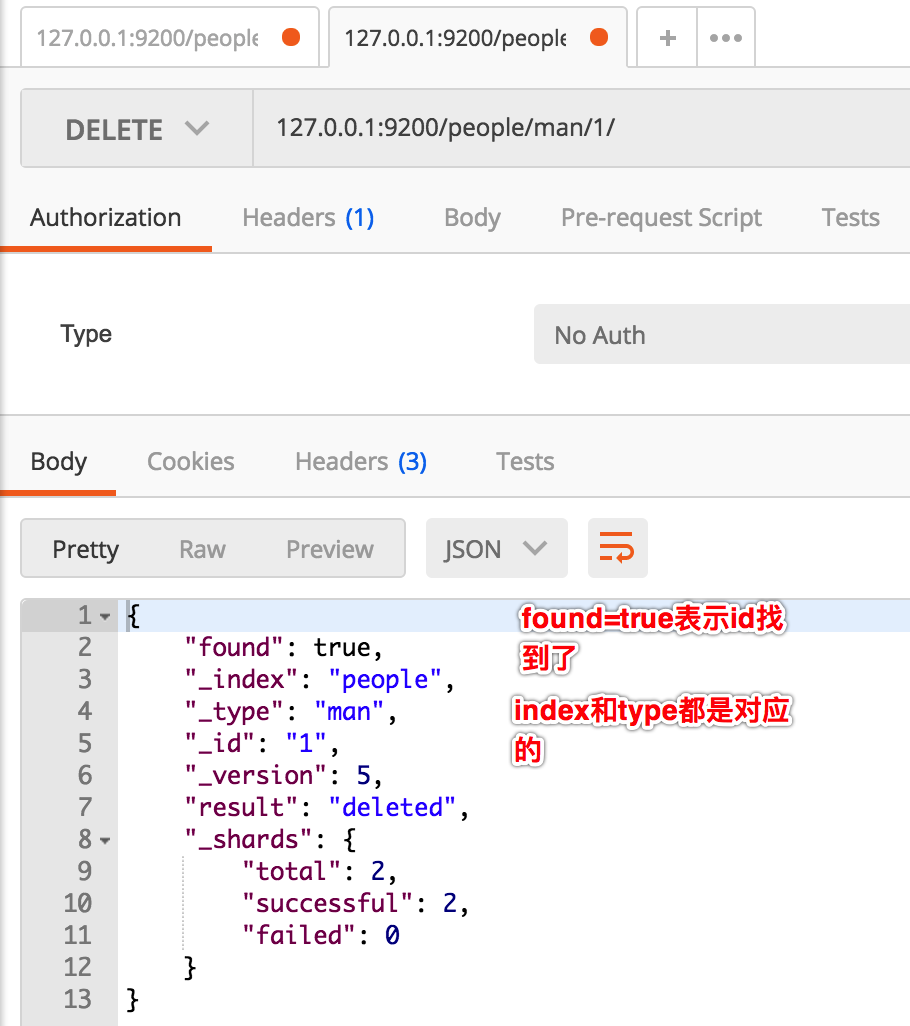 127.0.0.1:9200/people 127.0.0.1:9200/people + •••
DELETE 127.0.0.1:9200/people/man/1/
Authorization Headers (1) Body Pre-request Script Tests
Type No Auth
Body Cookies Headers (3) Tests
Pretty Raw Preview JSON
1 {
2 "found": true,
3 "_index": "people",
4 "_type": "man",
5 "_id": "1",
6 "_version": 5,
7 "result": "deleted",
8 "_shards": {
9 "total": 2,
10 "successful": 2,
11 "failed": 0
12 }
13 }
found=true表示id找
到了
index和type都是对应
的